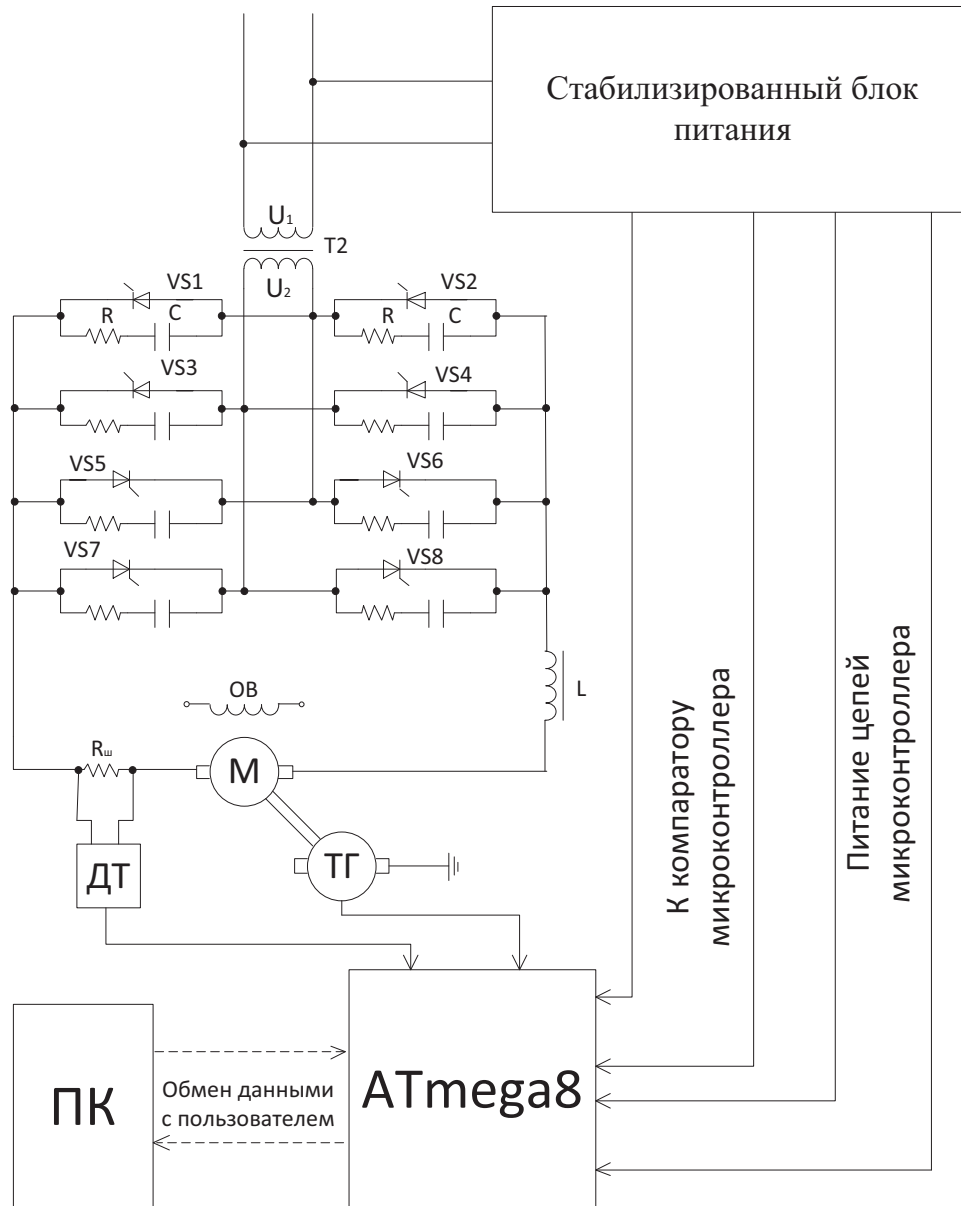 Стабилизированный блок
питания
U₁
T2
U₂
VS1
VS2
R
C
R
C
VS3
VS4
VS5
VS6
VS7
VS8
ОВ
L
Rш
М
ТГ
ДТ
К компаратору
микроконтроллера
Питание цепей
микроконтроллера
ПК
Обмен данными
с пользователем
ATmega8